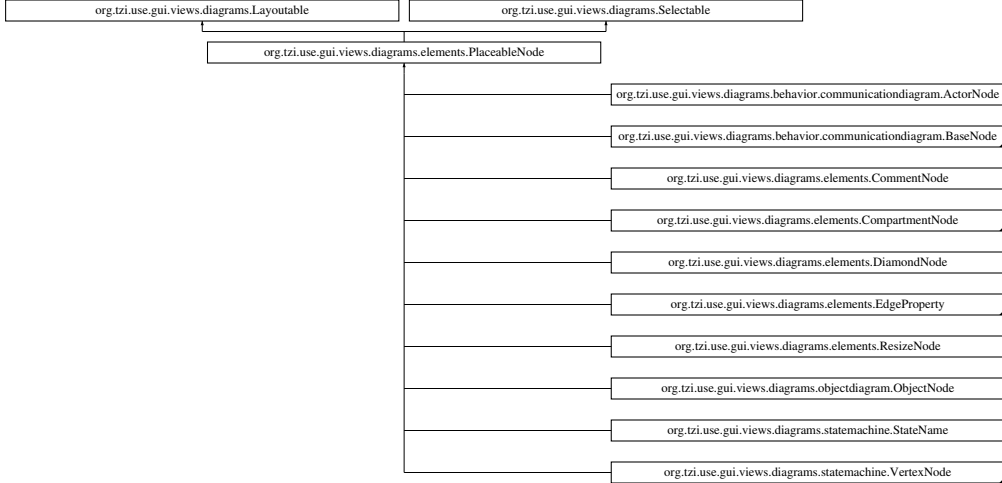 org.tzi.use.gui.views.diagrams.Layoutable
org.tzi.use.gui.views.diagrams.Selectable
org.tzi.use.gui.views.diagrams.elements.PlaceableNode
org.tzi.use.gui.views.diagrams.behavior.communicationdiagram.ActorNode
org.tzi.use.gui.views.diagrams.behavior.communicationdiagram.BaseNode
org.tzi.use.gui.views.diagrams.elements.CommentNode
org.tzi.use.gui.views.diagrams.elements.CompartmentNode
org.tzi.use.gui.views.diagrams.elements.DiamondNode
org.tzi.use.gui.views.diagrams.elements.EdgeProperty
org.tzi.use.gui.views.diagrams.elements.ResizeNode
org.tzi.use.gui.views.diagrams.objectdiagram.ObjectNode
org.tzi.use.gui.views.diagrams.statemachine.StateName
org.tzi.use.gui.views.diagrams.statemachine.VertexNode